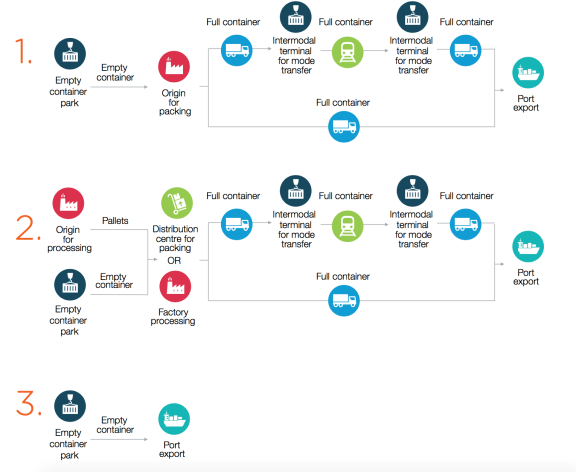 1.
Empty
container
park
Empty
container
Origin
for
packing
Full container
Intermodal
terminal
for mode
transfer
Full container
Intermodal
terminal
for mode
transfer
Full container
Full container
Port
export
2.
Origin
for
processing
Pallets
Empty
container
park
Empty
container
Distribution
centre for
packing
OR
Factory
processing
Full container
Intermodal
terminal
for mode
transfer
Full container
Intermodal
terminal
for mode
transfer
Full container
Full container
Port
export
3.
Empty
container
park
Empty
container
Port
export